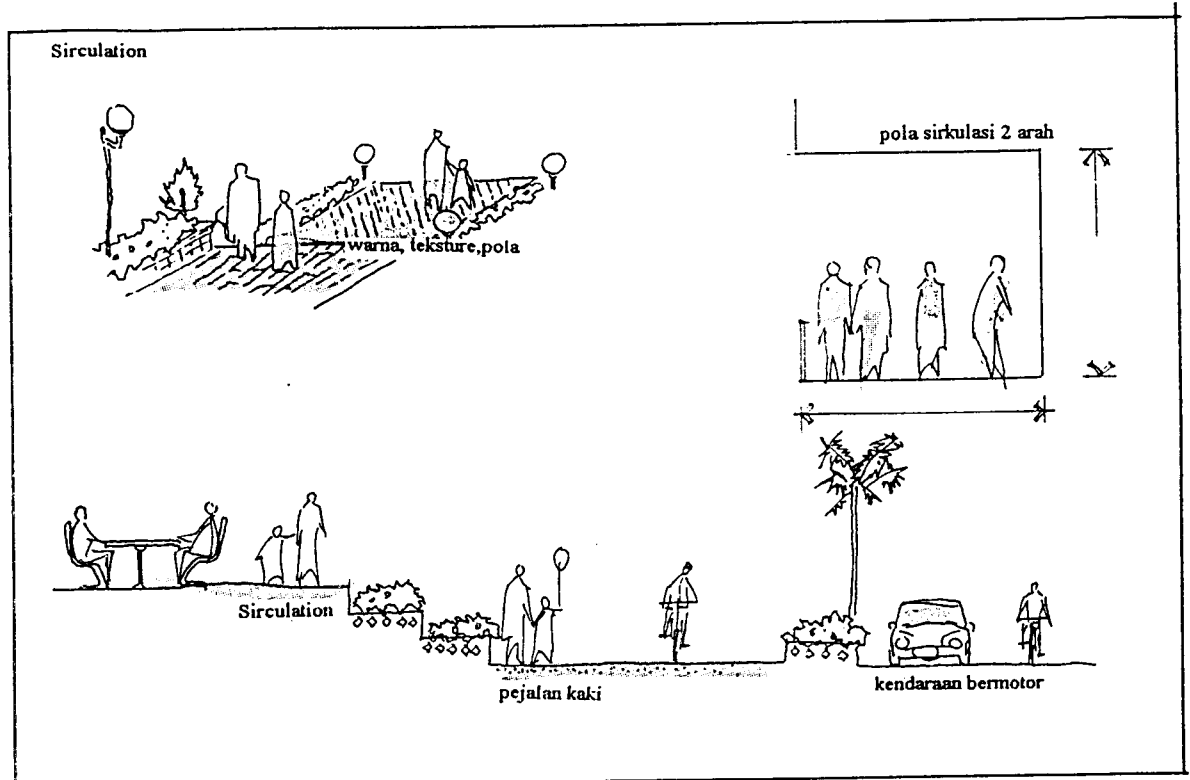 Sirculation
pola sirkulasi 2 arah
warna, teksture,pola
Sirculation
pejalan kaki
kendaraan bermotor